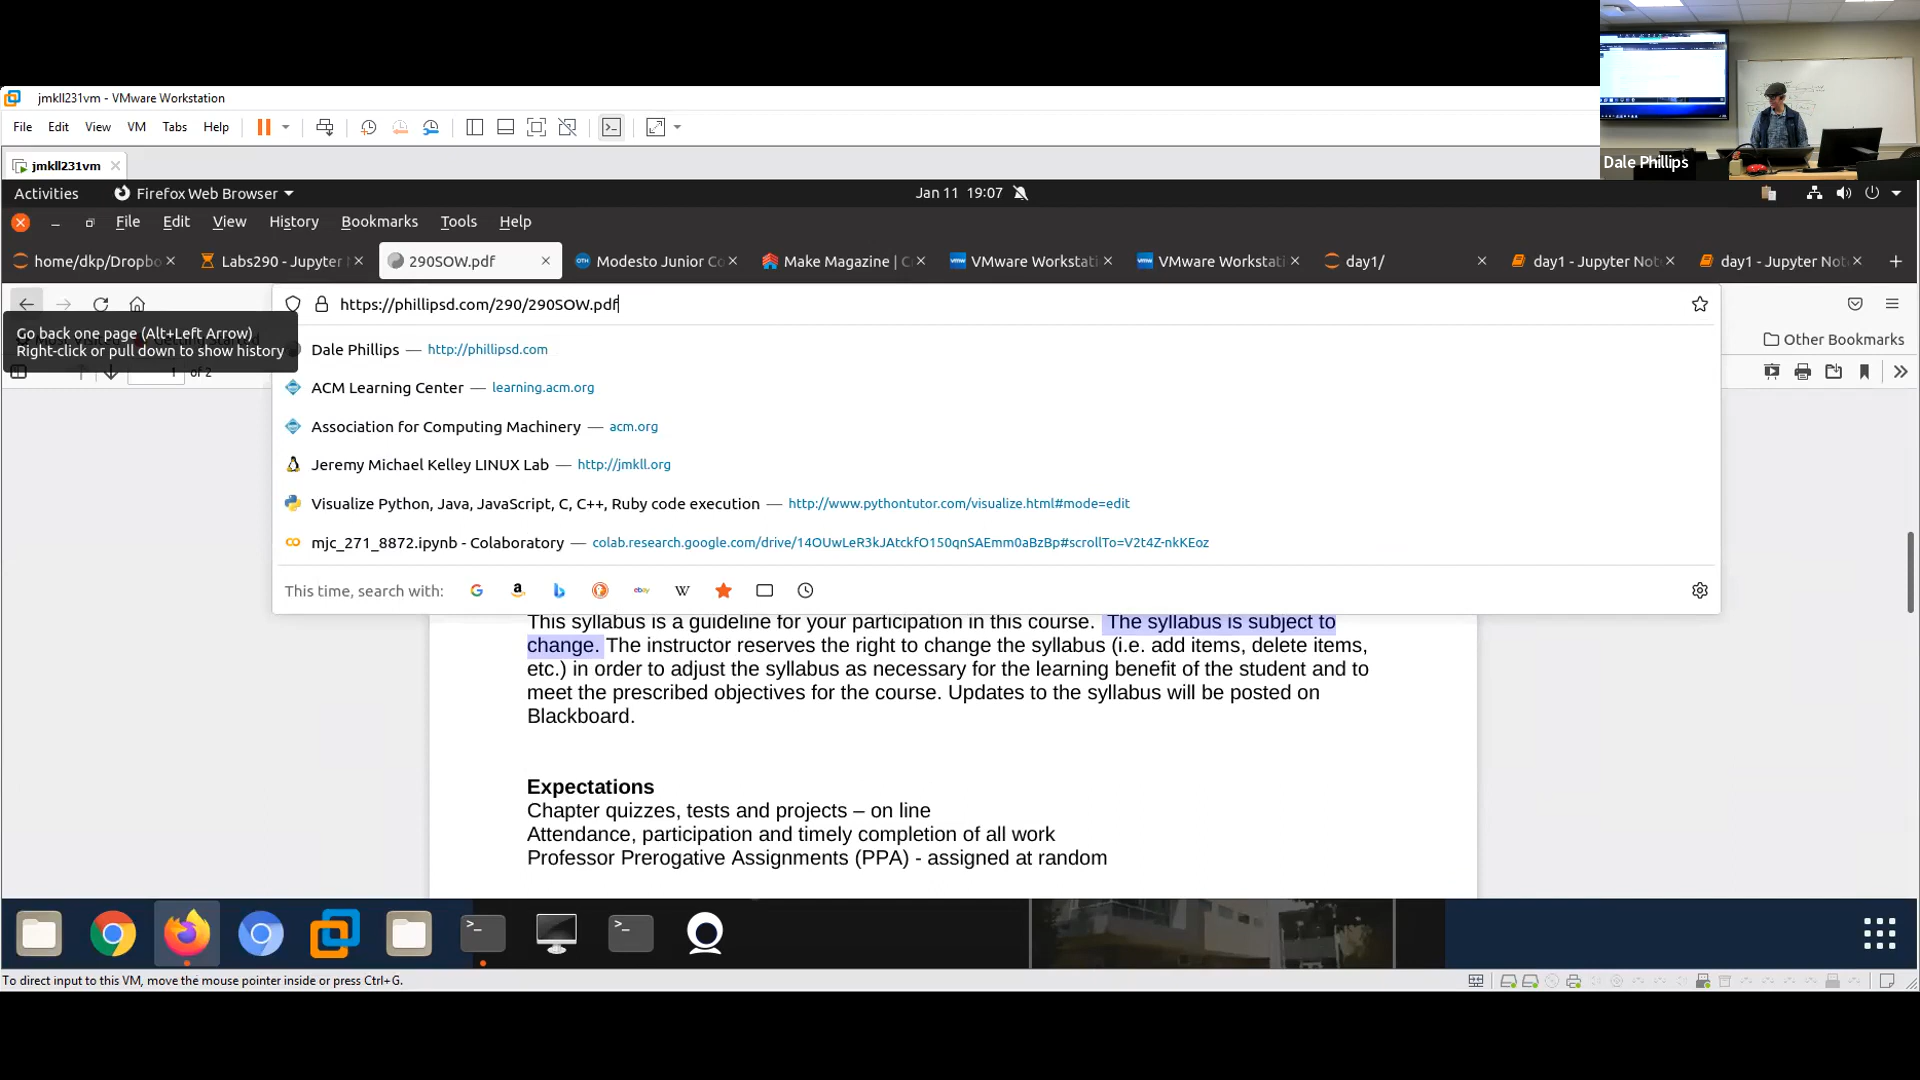 Dale Phillips
jmkll231vm - VMware Workstation
File Edit View VM Tabs Help
jmkll231vm
Activities Firefox Web Browser Jan 11 19:07
File Edit View History Bookmarks Tools Help
home/dkp/Dropbo Labs290 - Jupyter 290SOW.pdf Modesto Junior Co Make Magazine | C VMware Workstati VMware Workstati day1/ day1 - Jupyter Not day1 - Jupyter Not
https://phillipsd.com/290/290SOW.pdf
Go back one page (Alt+Left Arrow)
Right-click or pull down to show history
Other Bookmarks
1 of 2
Dale Phillips — http://phillipsd.com
ACM Learning Center — learning.acm.org
Association for Computing Machinery — acm.org
Jeremy Michael Kelley LINUX Lab — http://jmkll.org
Visualize Python, Java, JavaScript, C, C++, Ruby code execution — http://www.pythontutor.com/visualize.html#mode=edit
mjc_271_8872.ipynb - Colaboratory — colab.research.google.com/drive/14OUwLeR3kJAtckfO150qnSAEmm0aBzBp#scrollTo=V2t4Z-nkKEoz
This time, search with:
This syllabus is a guideline for your participation in this course. The syllabus is subject to
change. The instructor reserves the right to change the syllabus (i.e. add items, delete items,
etc.) in order to adjust the syllabus as necessary for the learning benefit of the student and to
meet the prescribed objectives for the course. Updates to the syllabus will be posted on
Blackboard.
Expectations
Chapter quizzes, tests and projects – on line
Attendance, participation and timely completion of all work
Professor Prerogative Assignments (PPA) - assigned at random
To direct input to this VM, move the mouse pointer inside or press Ctrl+G.